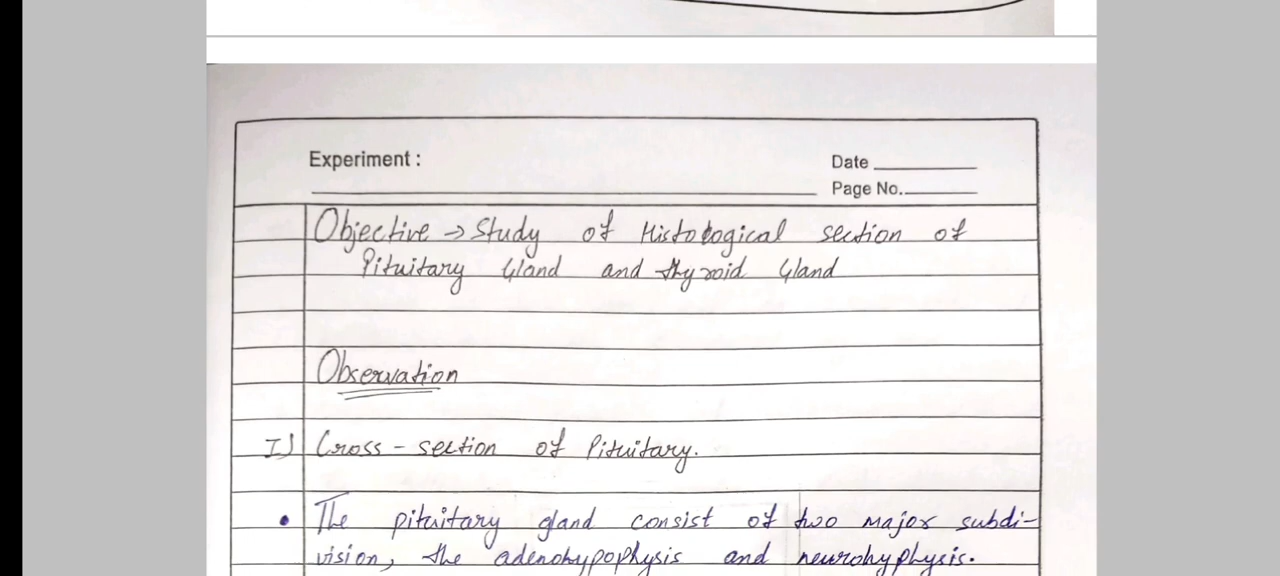 Experiment :
Date
Page No.
Objective → Study of Histological section of
Pituitary Gland and thyroid Gland
Observation
I) Cross-section of Pituitary.
• The pituitary gland consist of two major subdi-
vision, the adenohypophysis and neurohyphysis.